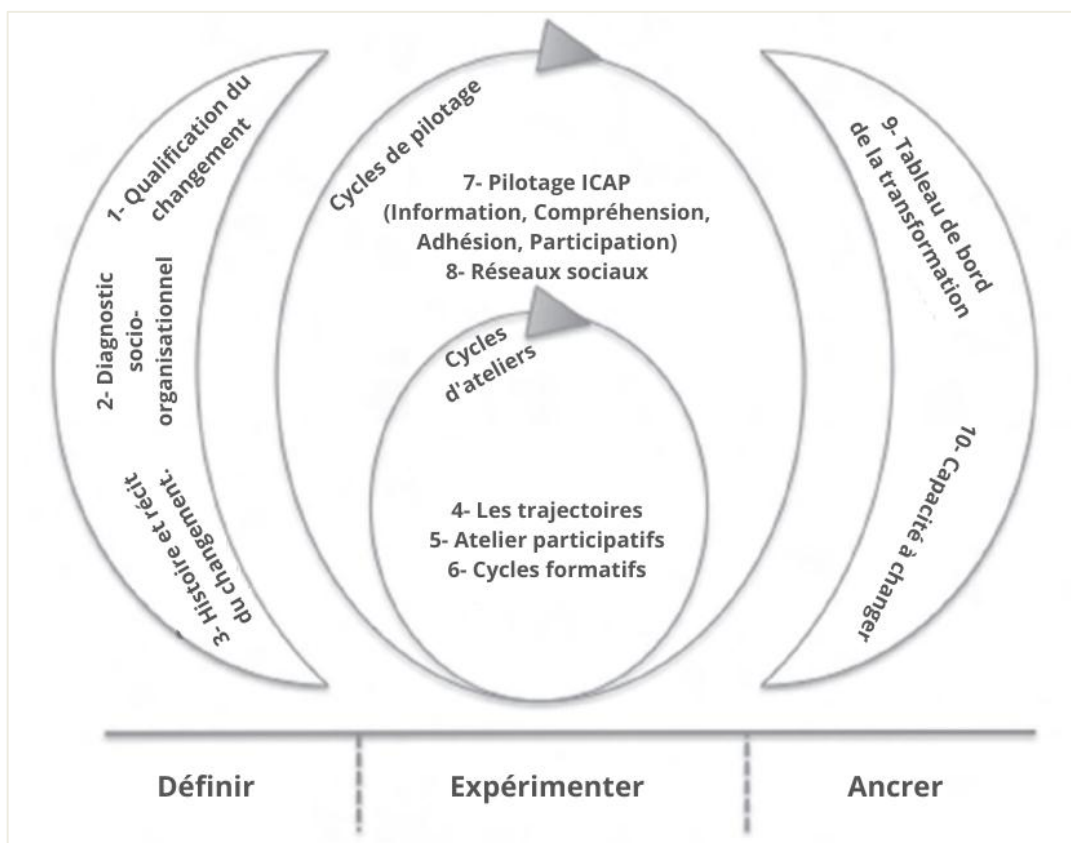 1- Qualification du
changement
2- Diagnostic
socio-
organisationnel
3- Histoire et récit
du changement.
Cycles de pilotage
7- Pilotage ICAP
(Information, Compréhension,
Adhésion, Participation)
8- Réseaux sociaux
Cycles
d'ateliers
4- Les trajectoires
5- Atelier participatifs
6- Cycles formatifs
9- Tableau de bord
de la transformation
10- Capacité à changer
Définir
Expérimenter
Ancrer